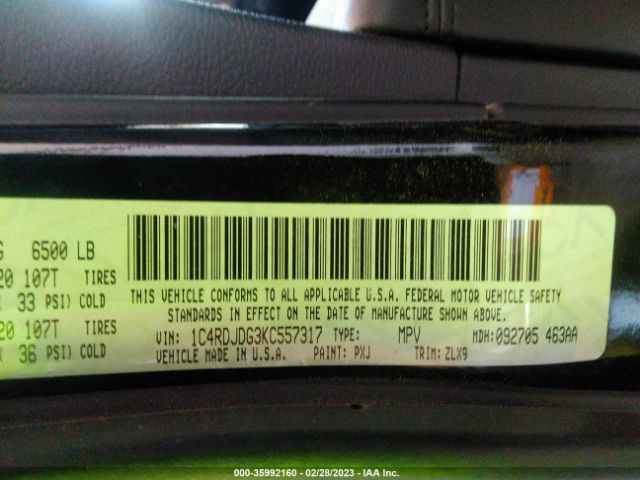 G 6500 LB
20 107T TIRES
33 PSI) COLD
20 107T TIRES
36 PSI) COLD
THIS VEHICLE CONFORMS TO ALL APPLICABLE U.S.A. FEDERAL MOTOR VEHICLE SAFETY
STANDARDS IN EFFECT ON THE DATE OF MANUFACTURE SHOWN ABOVE.
VIN: 1C4RDJDG3KC557317 TYPE: MPV MDH:092705 463AA
VEHICLE MADE IN U.S.A. PAINT: PXJ TRIM: ZLX9
000-35992160 - 02/28/2023 - IAA Inc.